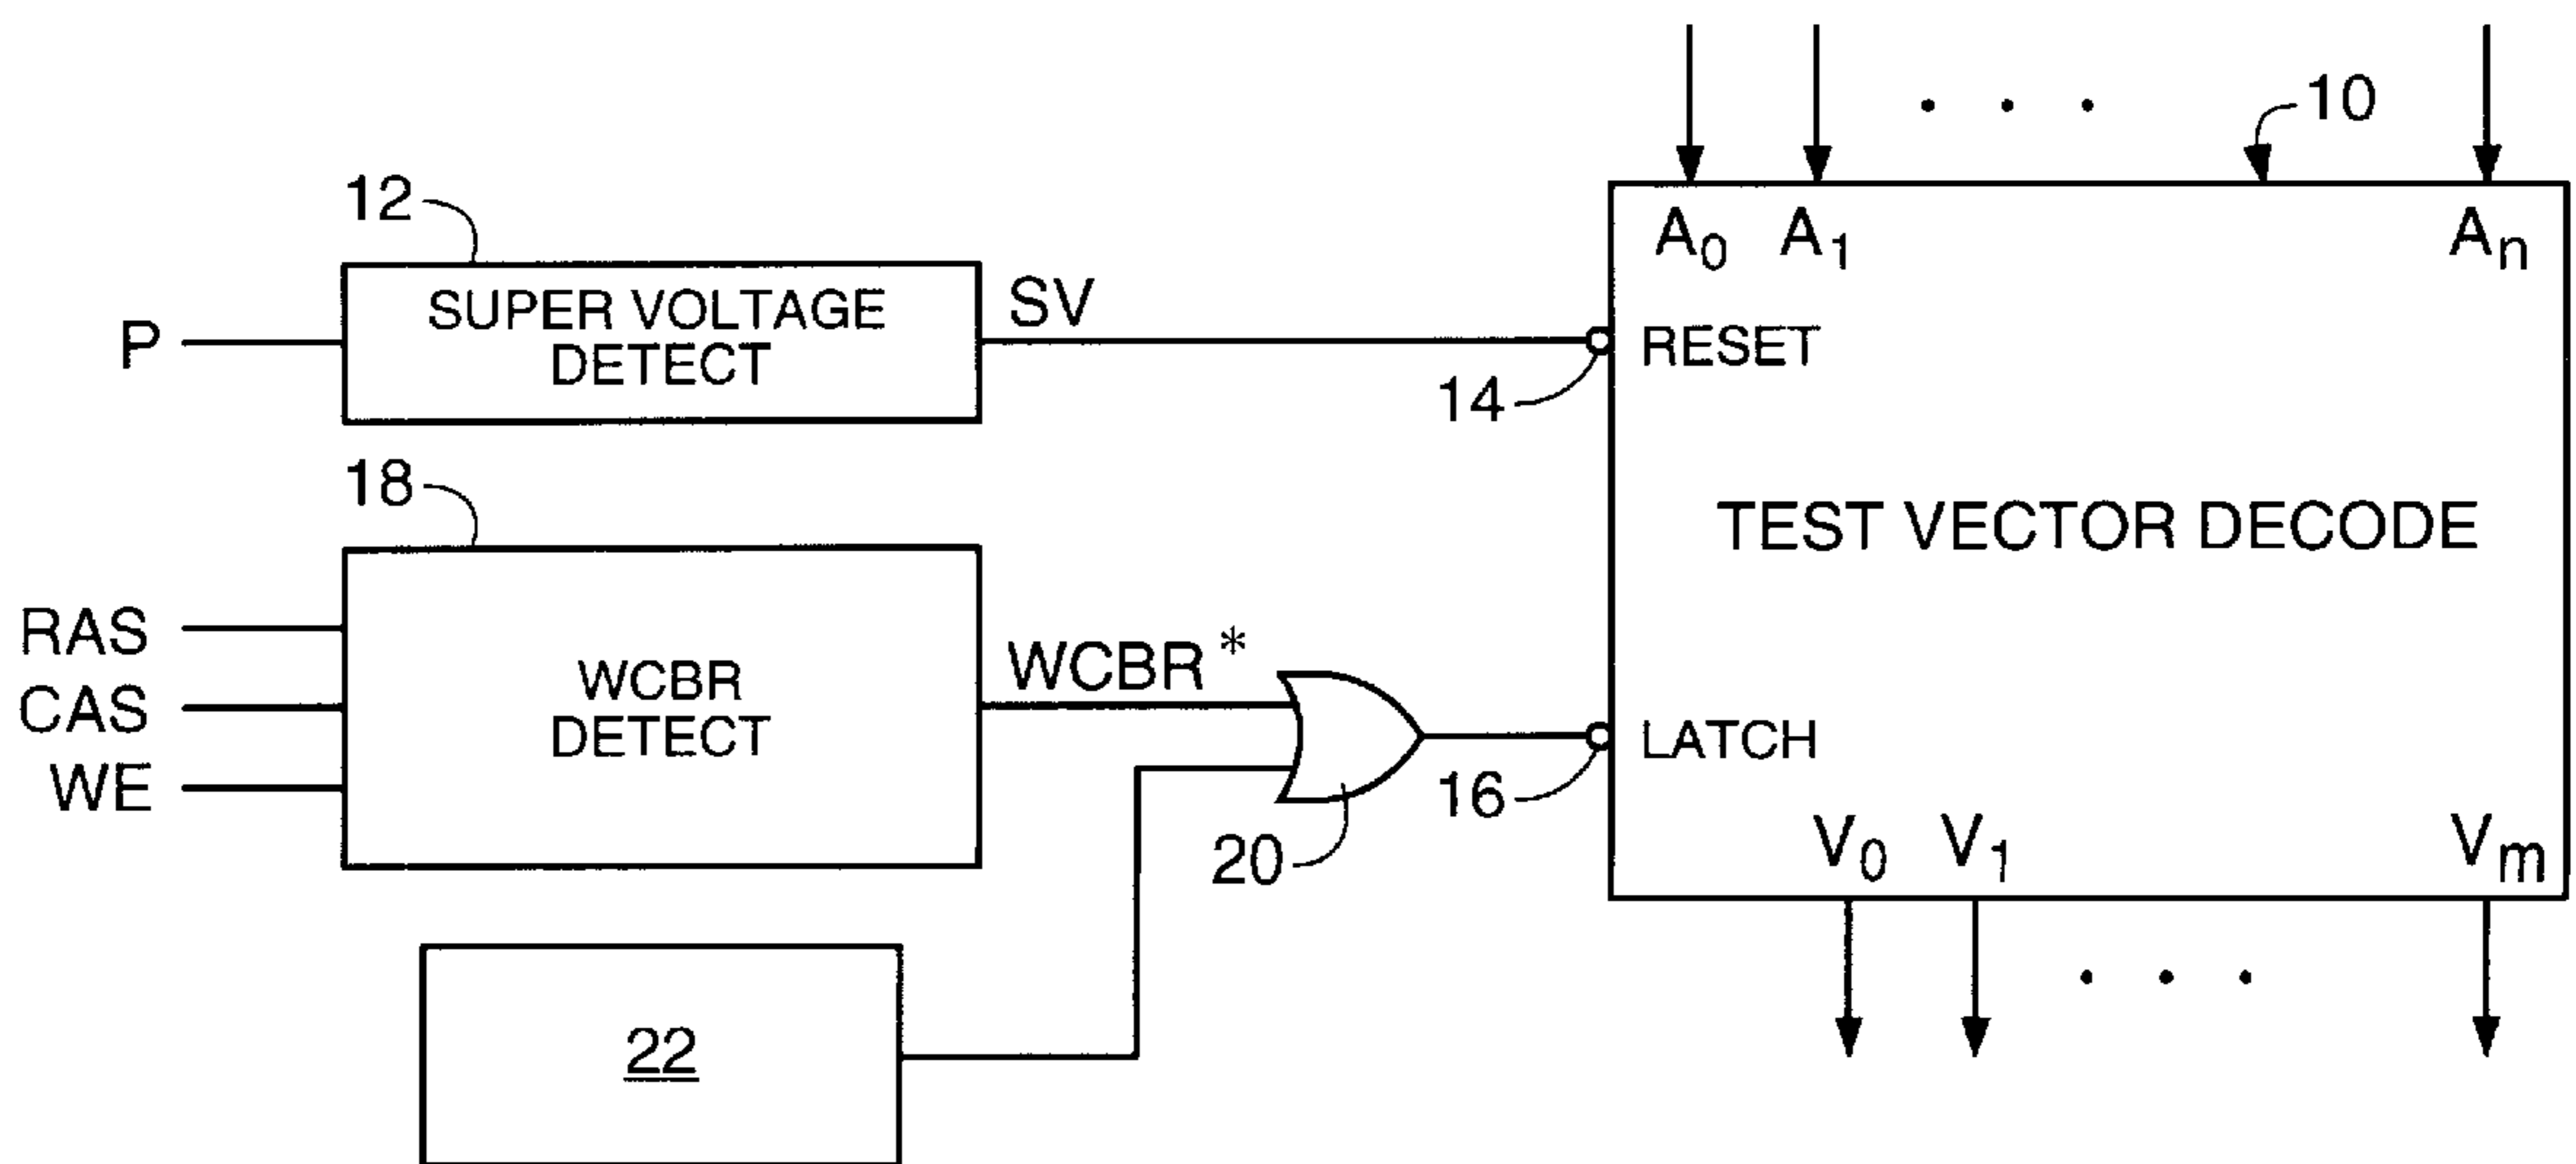 10
12
A0 A1 An
SUPER VOLTAGE
DETECT
SV
P
RESET
14
18
TEST VECTOR DECODE
RAS
CAS
WE
WCBR
DETECT
WCBR*
LATCH
16
20
V0 V1 Vm
22